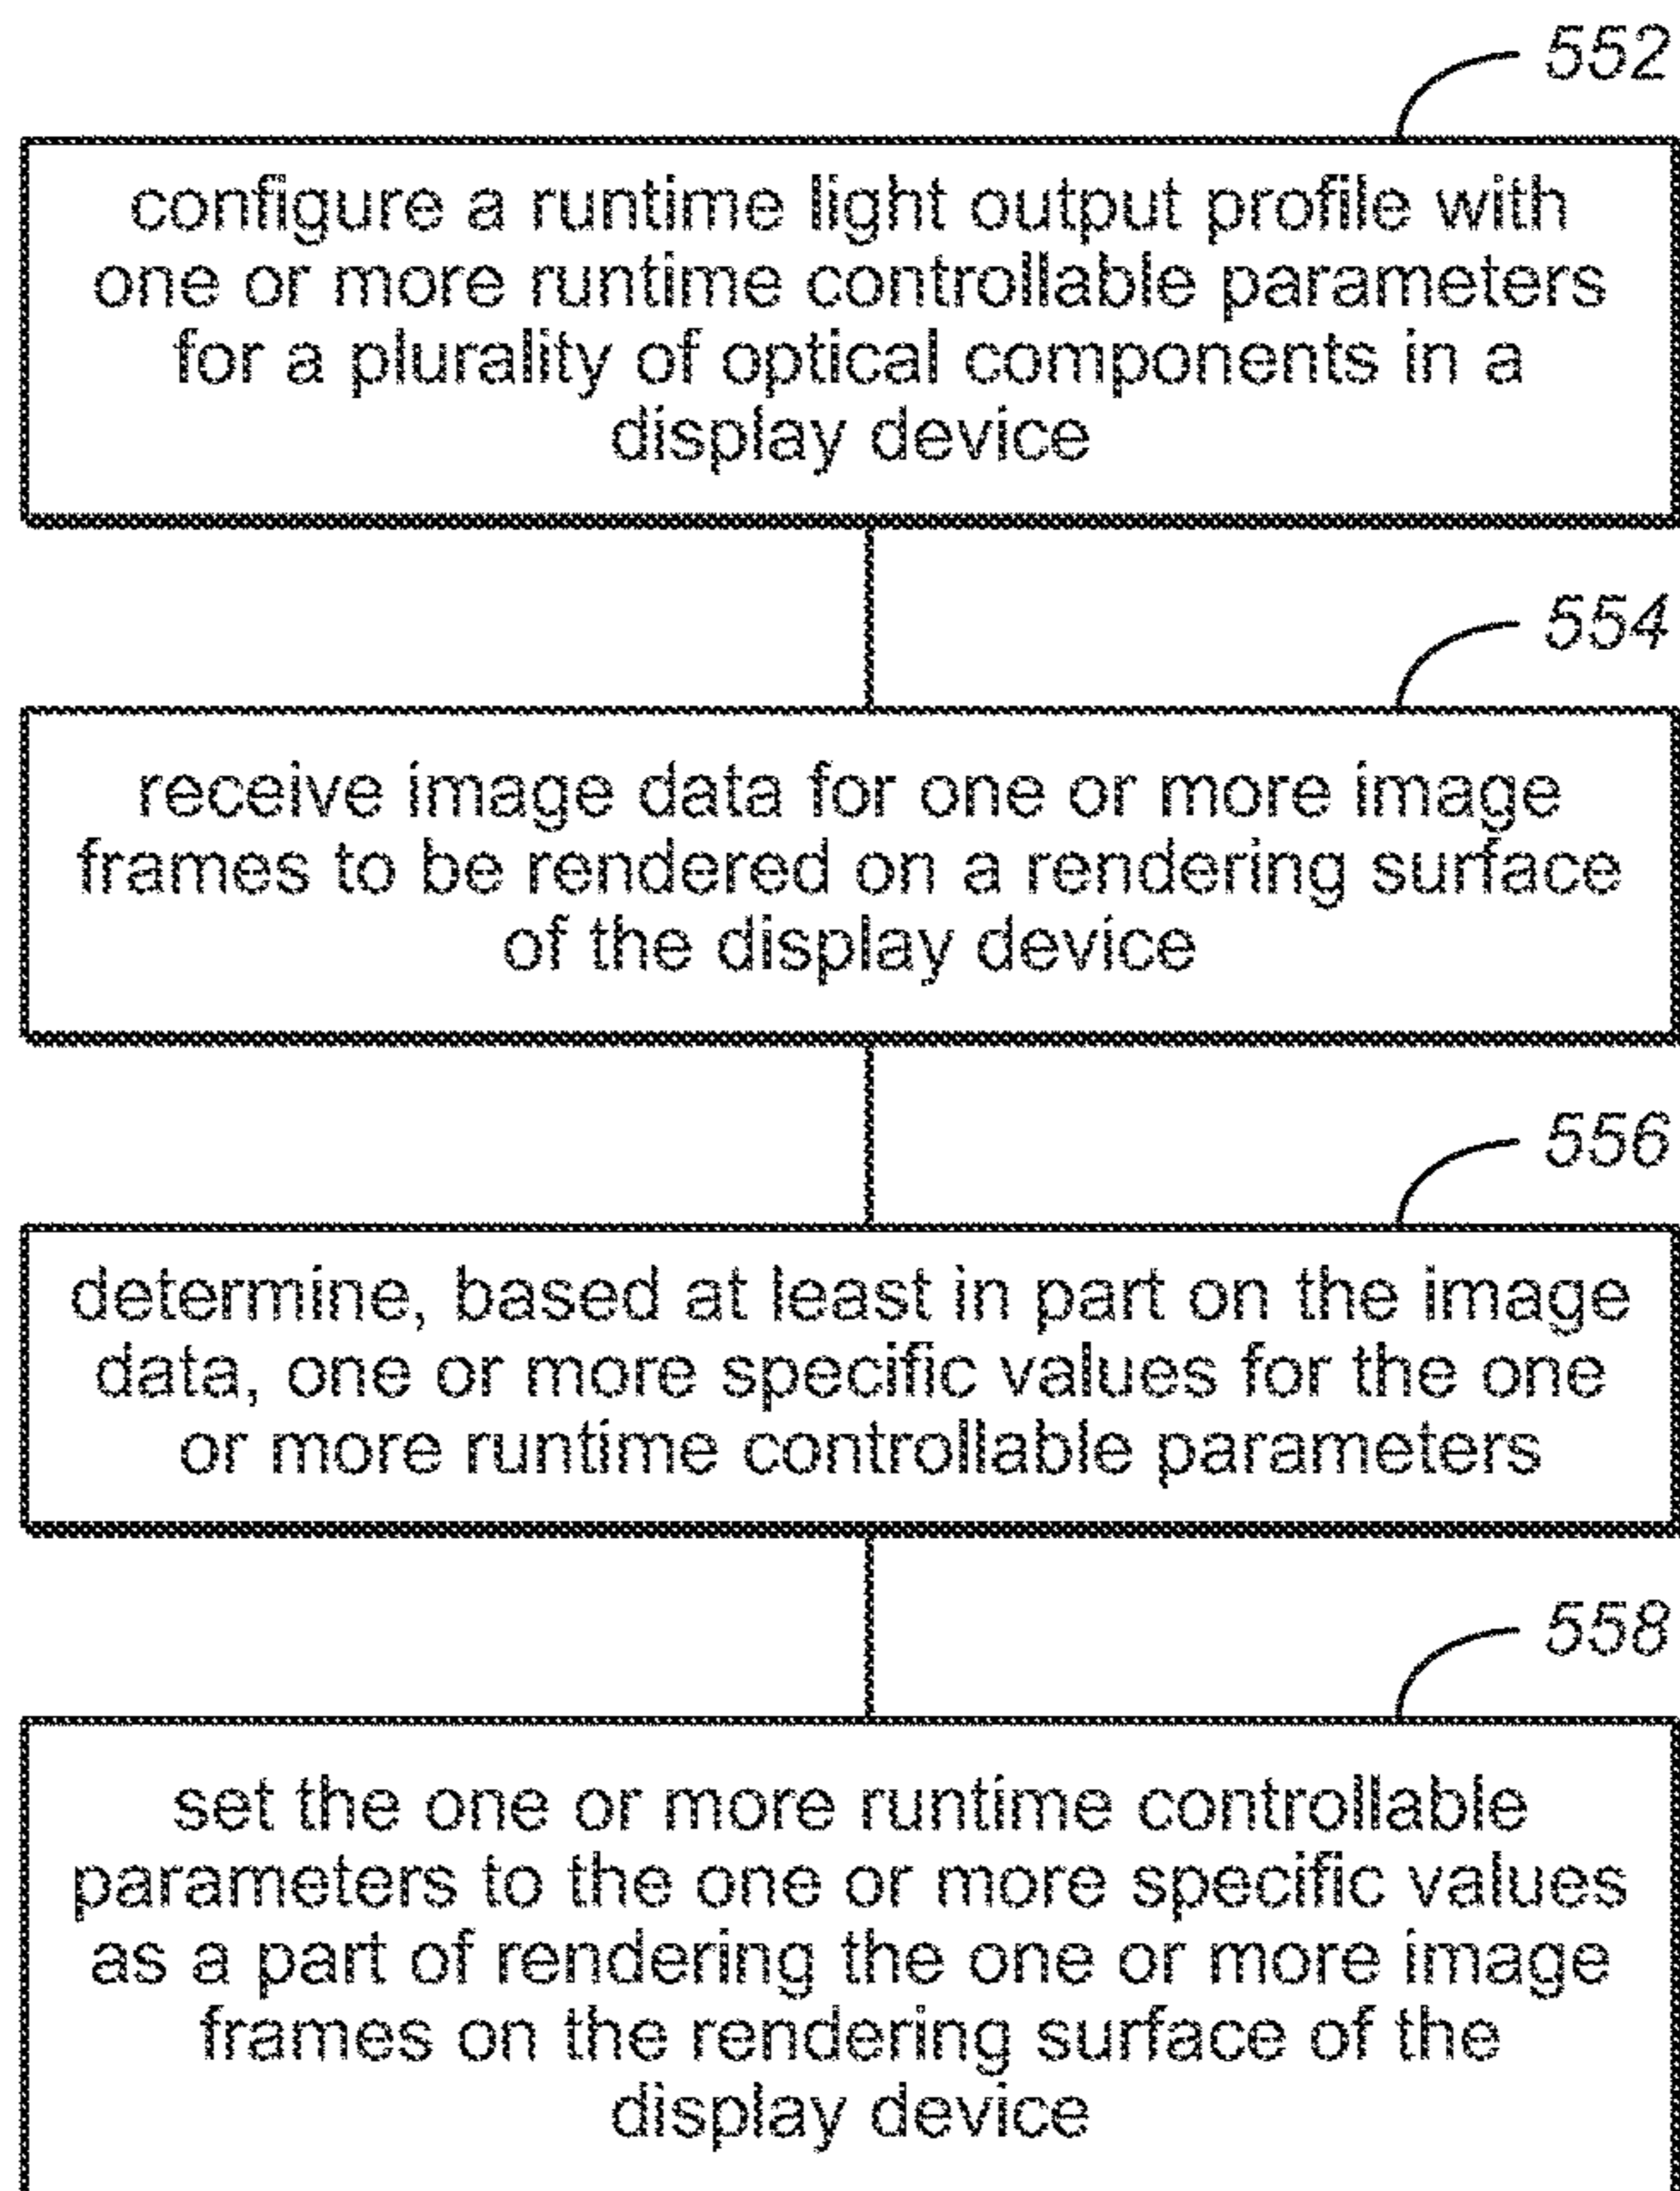 552
configure a runtime light output profile with
one or more runtime controllable parameters
for a plurality of optical components in a
display device
554
receive image data for one or more image
frames to be rendered on a rendering surface
of the display device
556
determine, based at least in part on the image
data, one or more specific values for the one
or more runtime controllable parameters
558
set the one or more runtime controllable
parameters to the one or more specific values
as a part of rendering the one or more image
frames on the rendering surface of the
display device